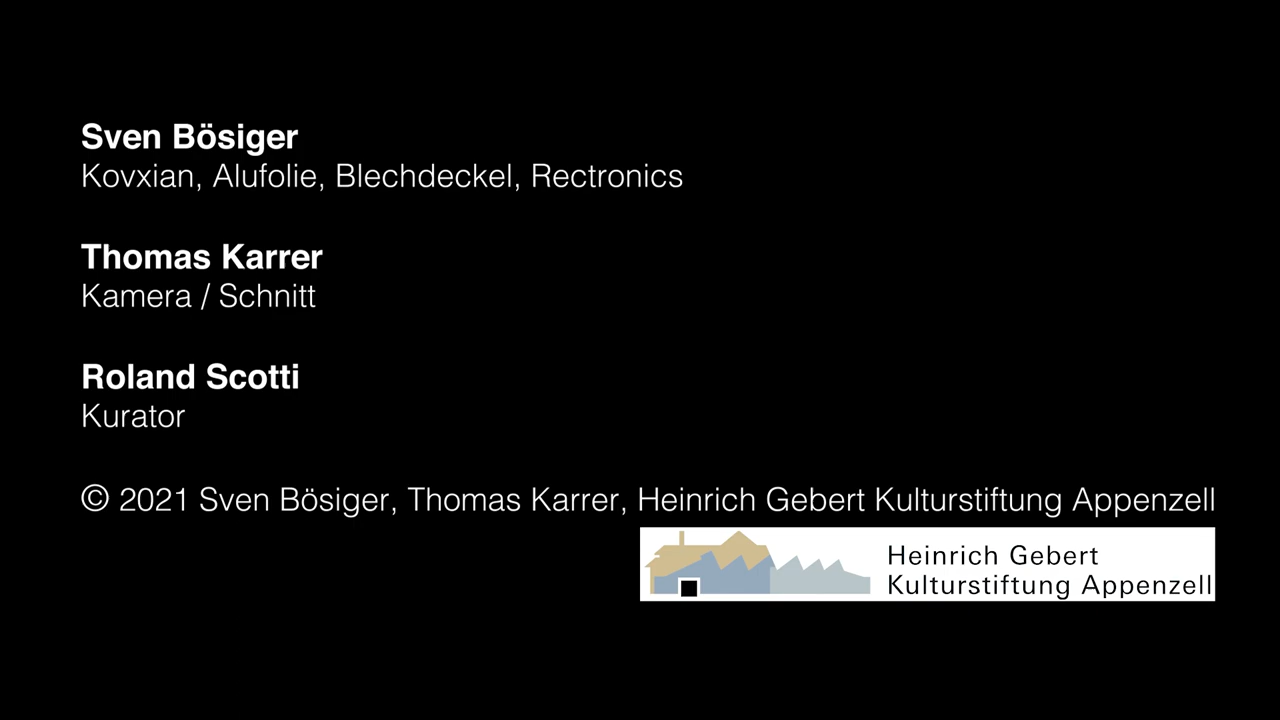 Sven Bösiger
Kovxian, Alufolie, Blechdeckel, Rectronics
Thomas Karrer
Kamera / Schnitt
Roland Scotti
Kurator
© 2021 Sven Bösiger, Thomas Karrer, Heinrich Gebert Kulturstiftung Appenzell
Heinrich Gebert
Kulturstiftung Appenzell